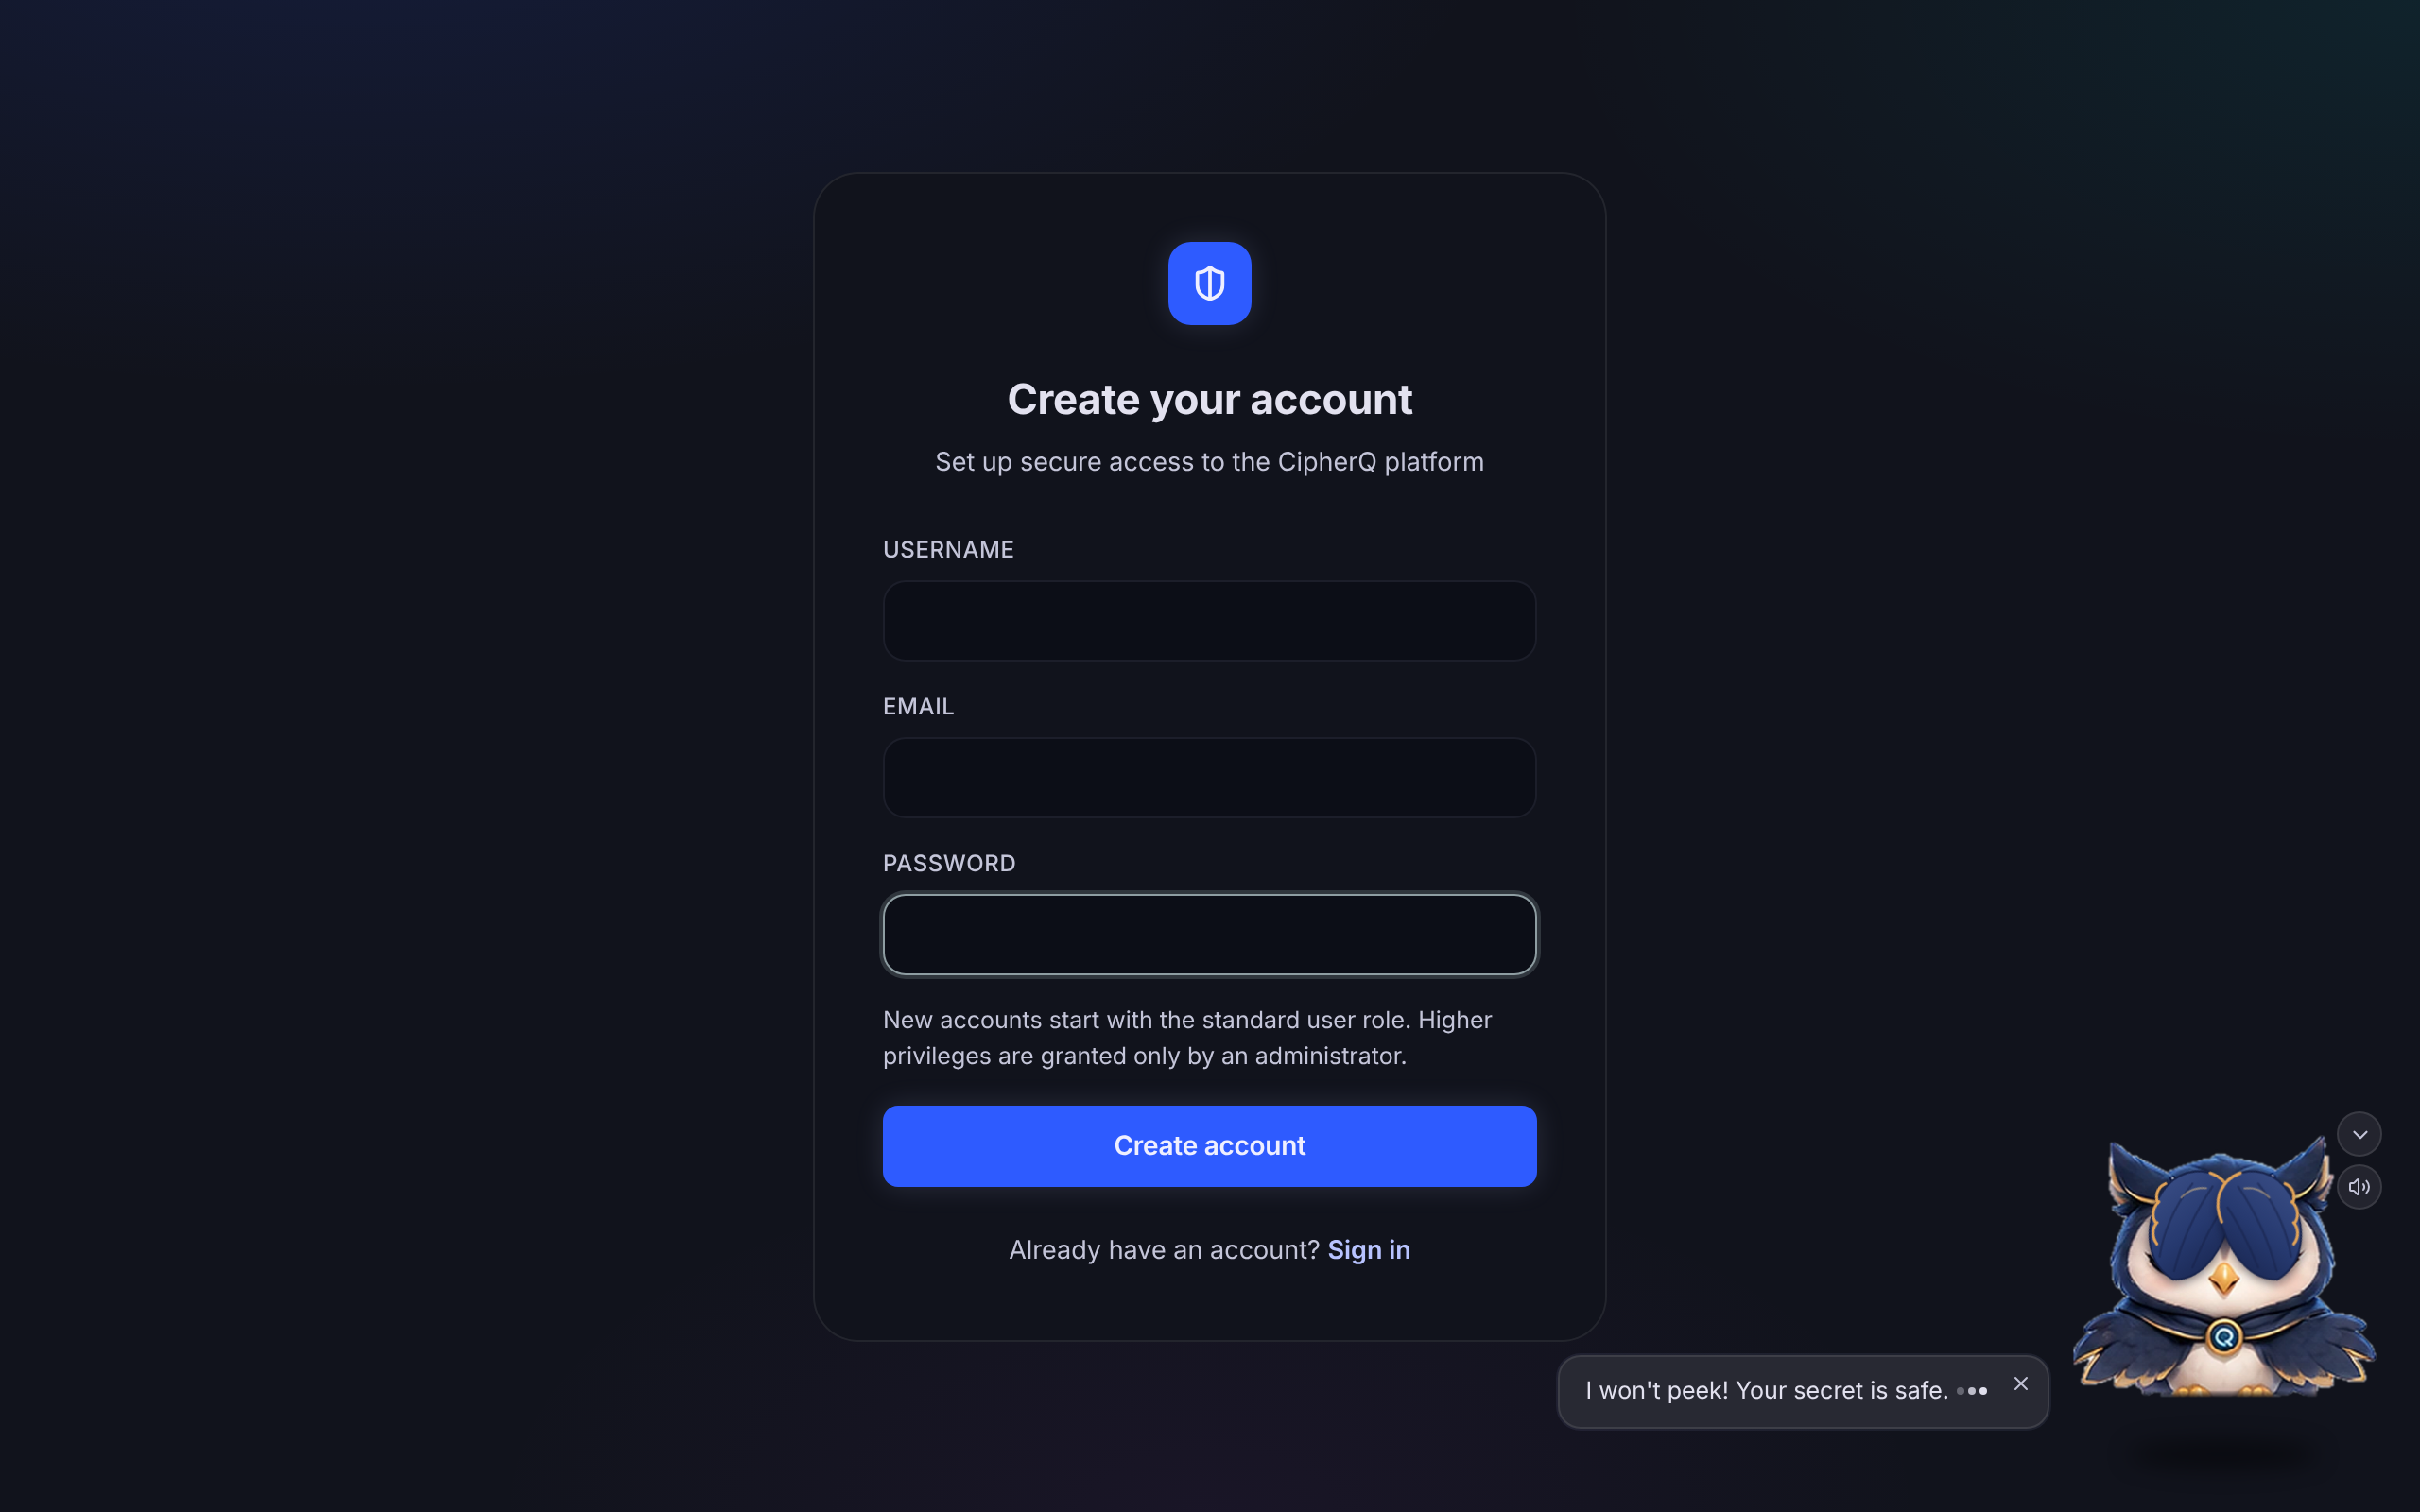 Create your account
Set up secure access to the CipherQ platform
USERNAME
EMAIL
PASSWORD
New accounts start with the standard user role. Higher
privileges are granted only by an administrator.
Create account
Already have an account? Sign in
I won't peek! Your secret is safe.
Q